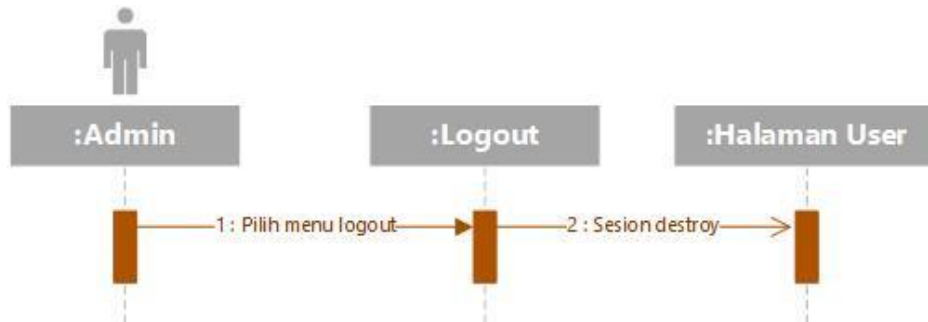 :Admin
:Logout
:Halaman User
1 : Pilih menu logout
2 : Sesion destroy